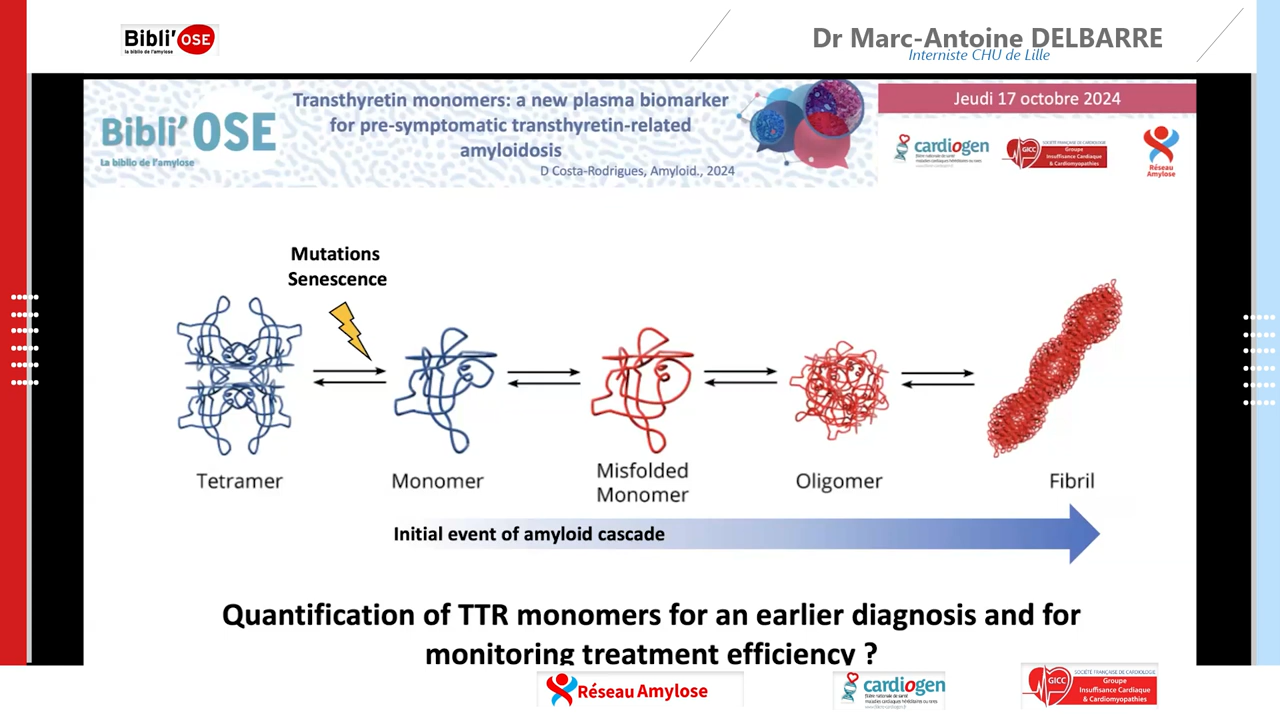 Bibli'OSE
la biblio de l'amylose
Dr Marc-Antoine DELBARRE
Interniste CHU de Lille
Bibli'OSE
La biblio de l'amylose
Transthyretin monomers: a new plasma biomarker
for pre-symptomatic transthyretin-related
amyloidosis
D Costa-Rodrigues, Amyloid., 2024
Jeudi 17 octobre 2024
cardiogen
GICC
SOCIÉTÉ FRANÇAISE DE CARDIOLOGIE
Groupe
Insuffisance Cardiaque
& Cardiomyopathies
Réseau
Amylose
Mutations
Senescence
Tetramer
Monomer
Misfolded
Monomer
Oligomer
Fibril
Initial event of amyloid cascade
Quantification of TTR monomers for an earlier diagnosis and for
monitoring treatment efficiency ?
Réseau Amylose
cardiogen
GICC
SOCIÉTÉ FRANÇAISE DE CARDIOLOGIE
Groupe
Insuffisance Cardiaque
& Cardiomyopathies